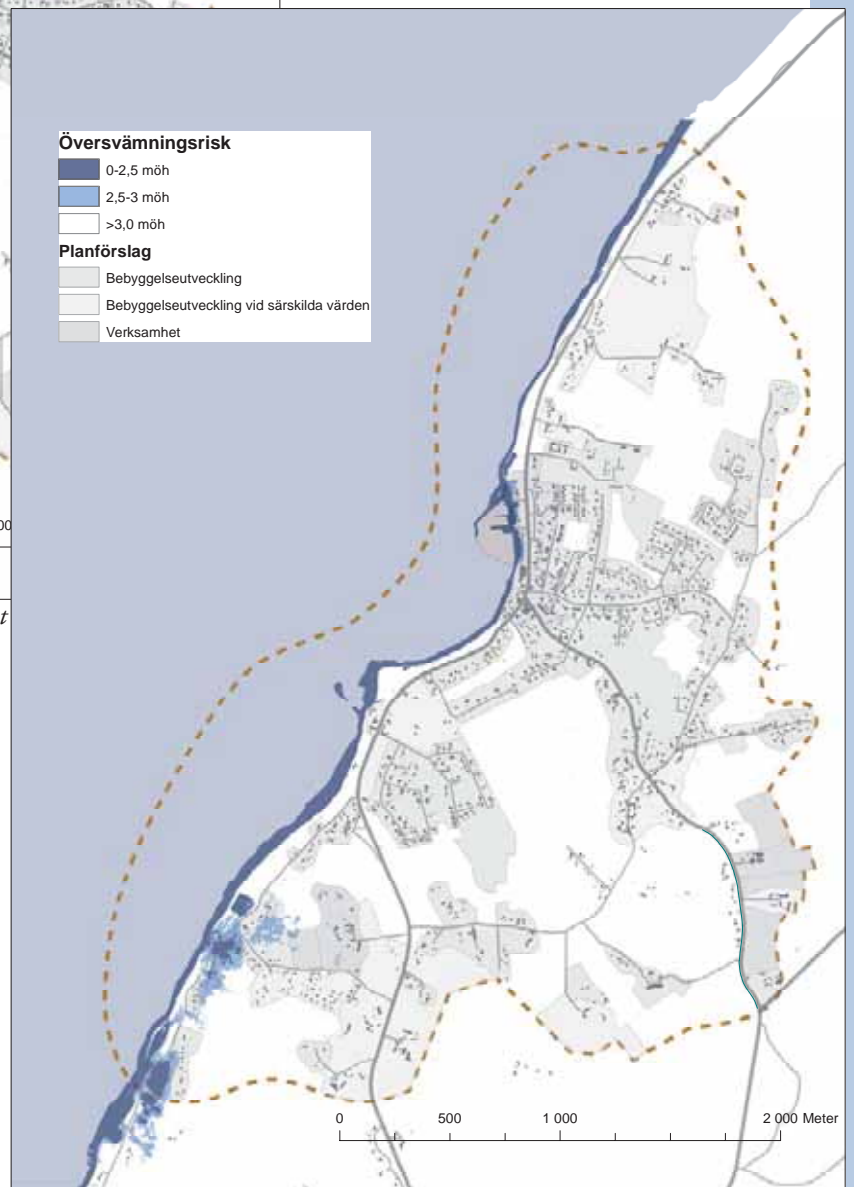 Översvämningsrisk
0-2,5 möh
2,5-3 möh
>3,0 möh
Planförslag
Bebyggelseutveckling
Bebyggelseutveckling vid särskilda värden
Verksamhet
t
0 500 1 000 2 000 Meter